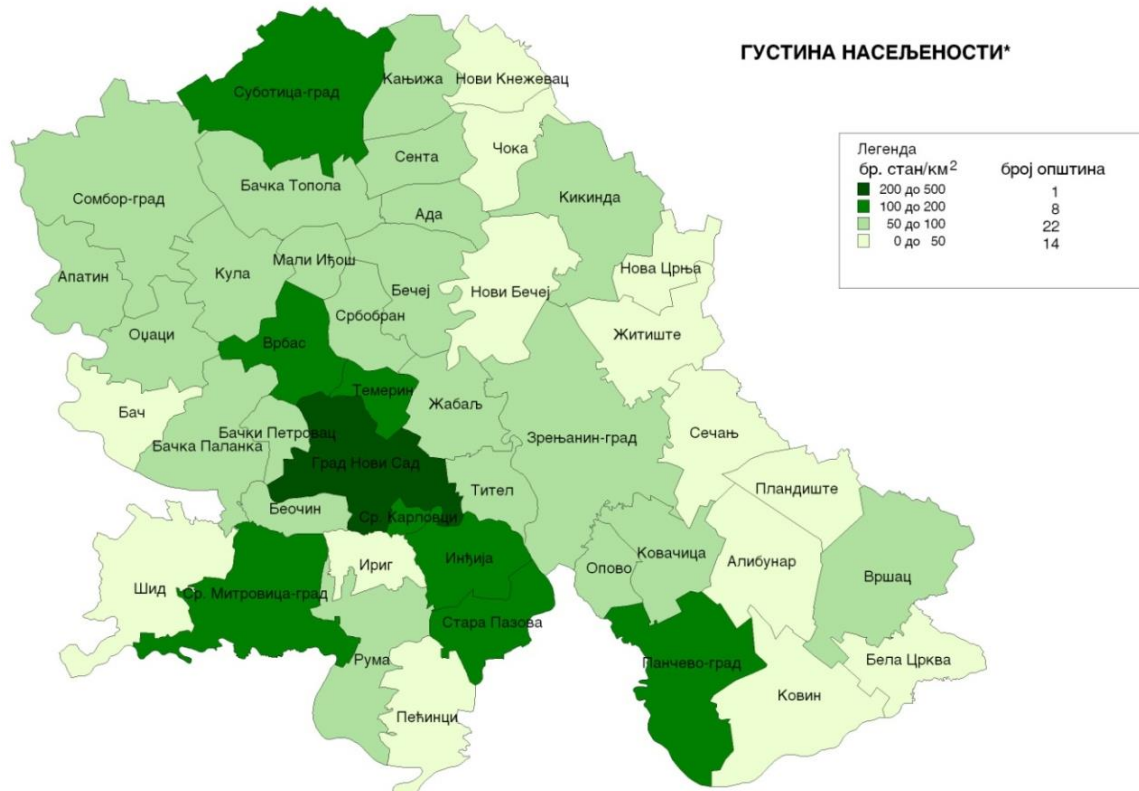 ГУСТИНА НАСЕЉЕНОСТИ*
Легенда
бр. стан/км2 број општина
200 до 500 1
100 до 200 8
50 до 100 22
0 до 50 14
Кањижа
Нови Кнежевац
Суботица-град
Чока
Сента
Бачка Топола
Сомбор-град
Кикинда
Ада
Мали Иђош
Нова Црња
Апатин
Кула
Бечеј
Нови Бечеј
Србобран
Оџаци
Врбас
Житиште
Темерин
Жабаљ
Бач
Бачки Петровац
Зрењанин-град
Сечањ
Бачка Паланка
Град Нови Сад
Тител
Пландиште
Беочин
Ср. Карловци
Ириг
Инђија
Опово
Ковачица
Алибунар
Вршац
Шид
Ср. Митровица-град
Стара Пазова
Рума
Панчево-град
Бела Црква
Ковин
Пећинци